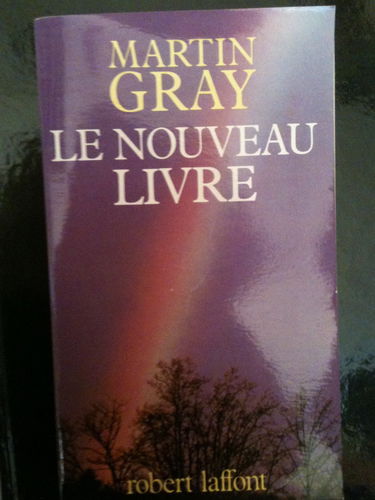 MARTIN
GRAY
LE NOUVEAU
LIVRE
robert laffont